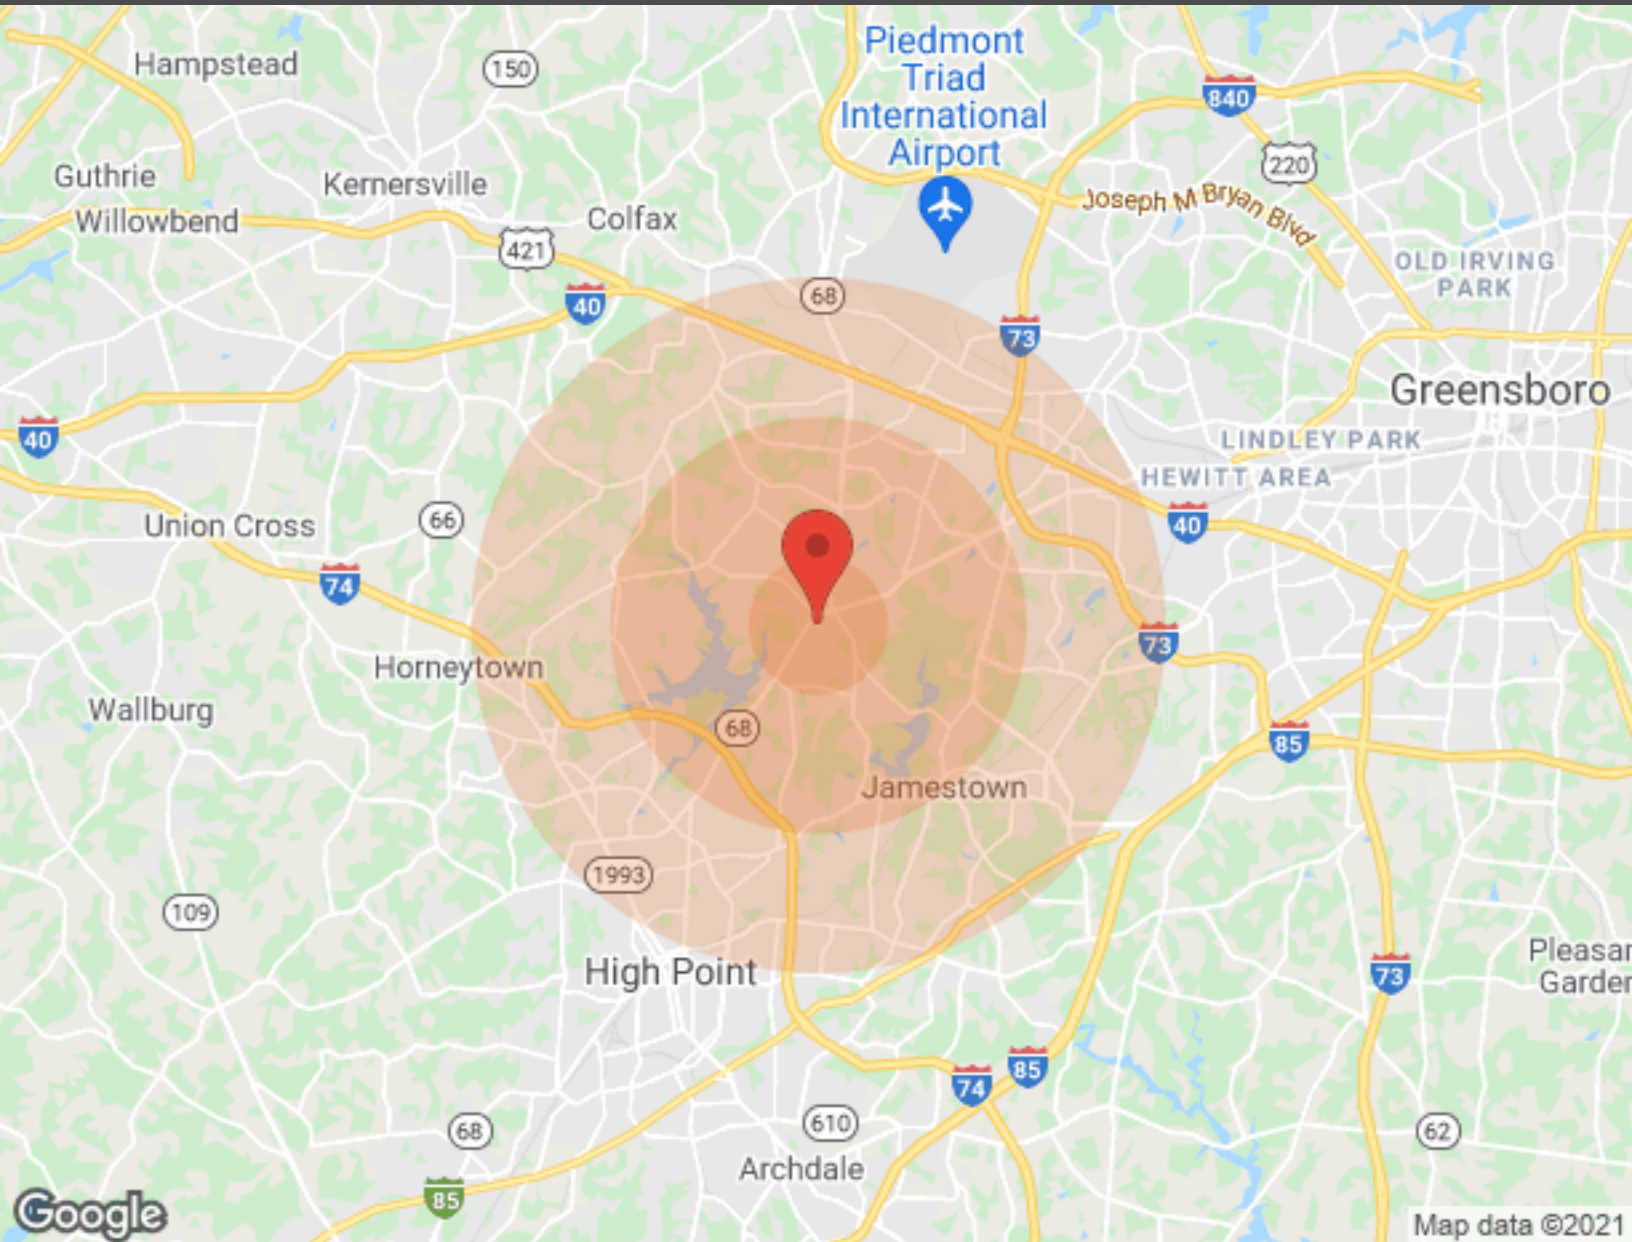 Piedmont
Triad
International
Airport
Hampstead
150
840
220
Guthrie
Kernersville
Joseph M Bryan Blvd
Willowbend
Colfax
421
OLD IRVING
PARK
68
40
73
Greensboro
40
LINDLEY PARK
HEWITT AREA
66
Union Cross
40
74
73
Horneytown
Wallburg
68
85
Jamestown
1993
109
High Point
Pleasar
Garder
73
85
74
68
610
62
Archdale
85
Google
Map data ©2021